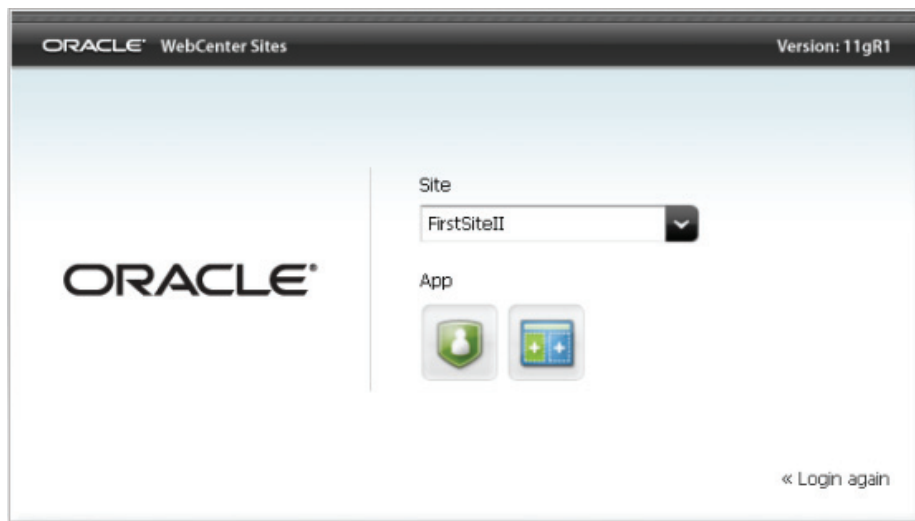 ORACLE® WebCenter Sites Version: 11gR1
Site
FirstSiteII
ORACLE®
App
« Login again